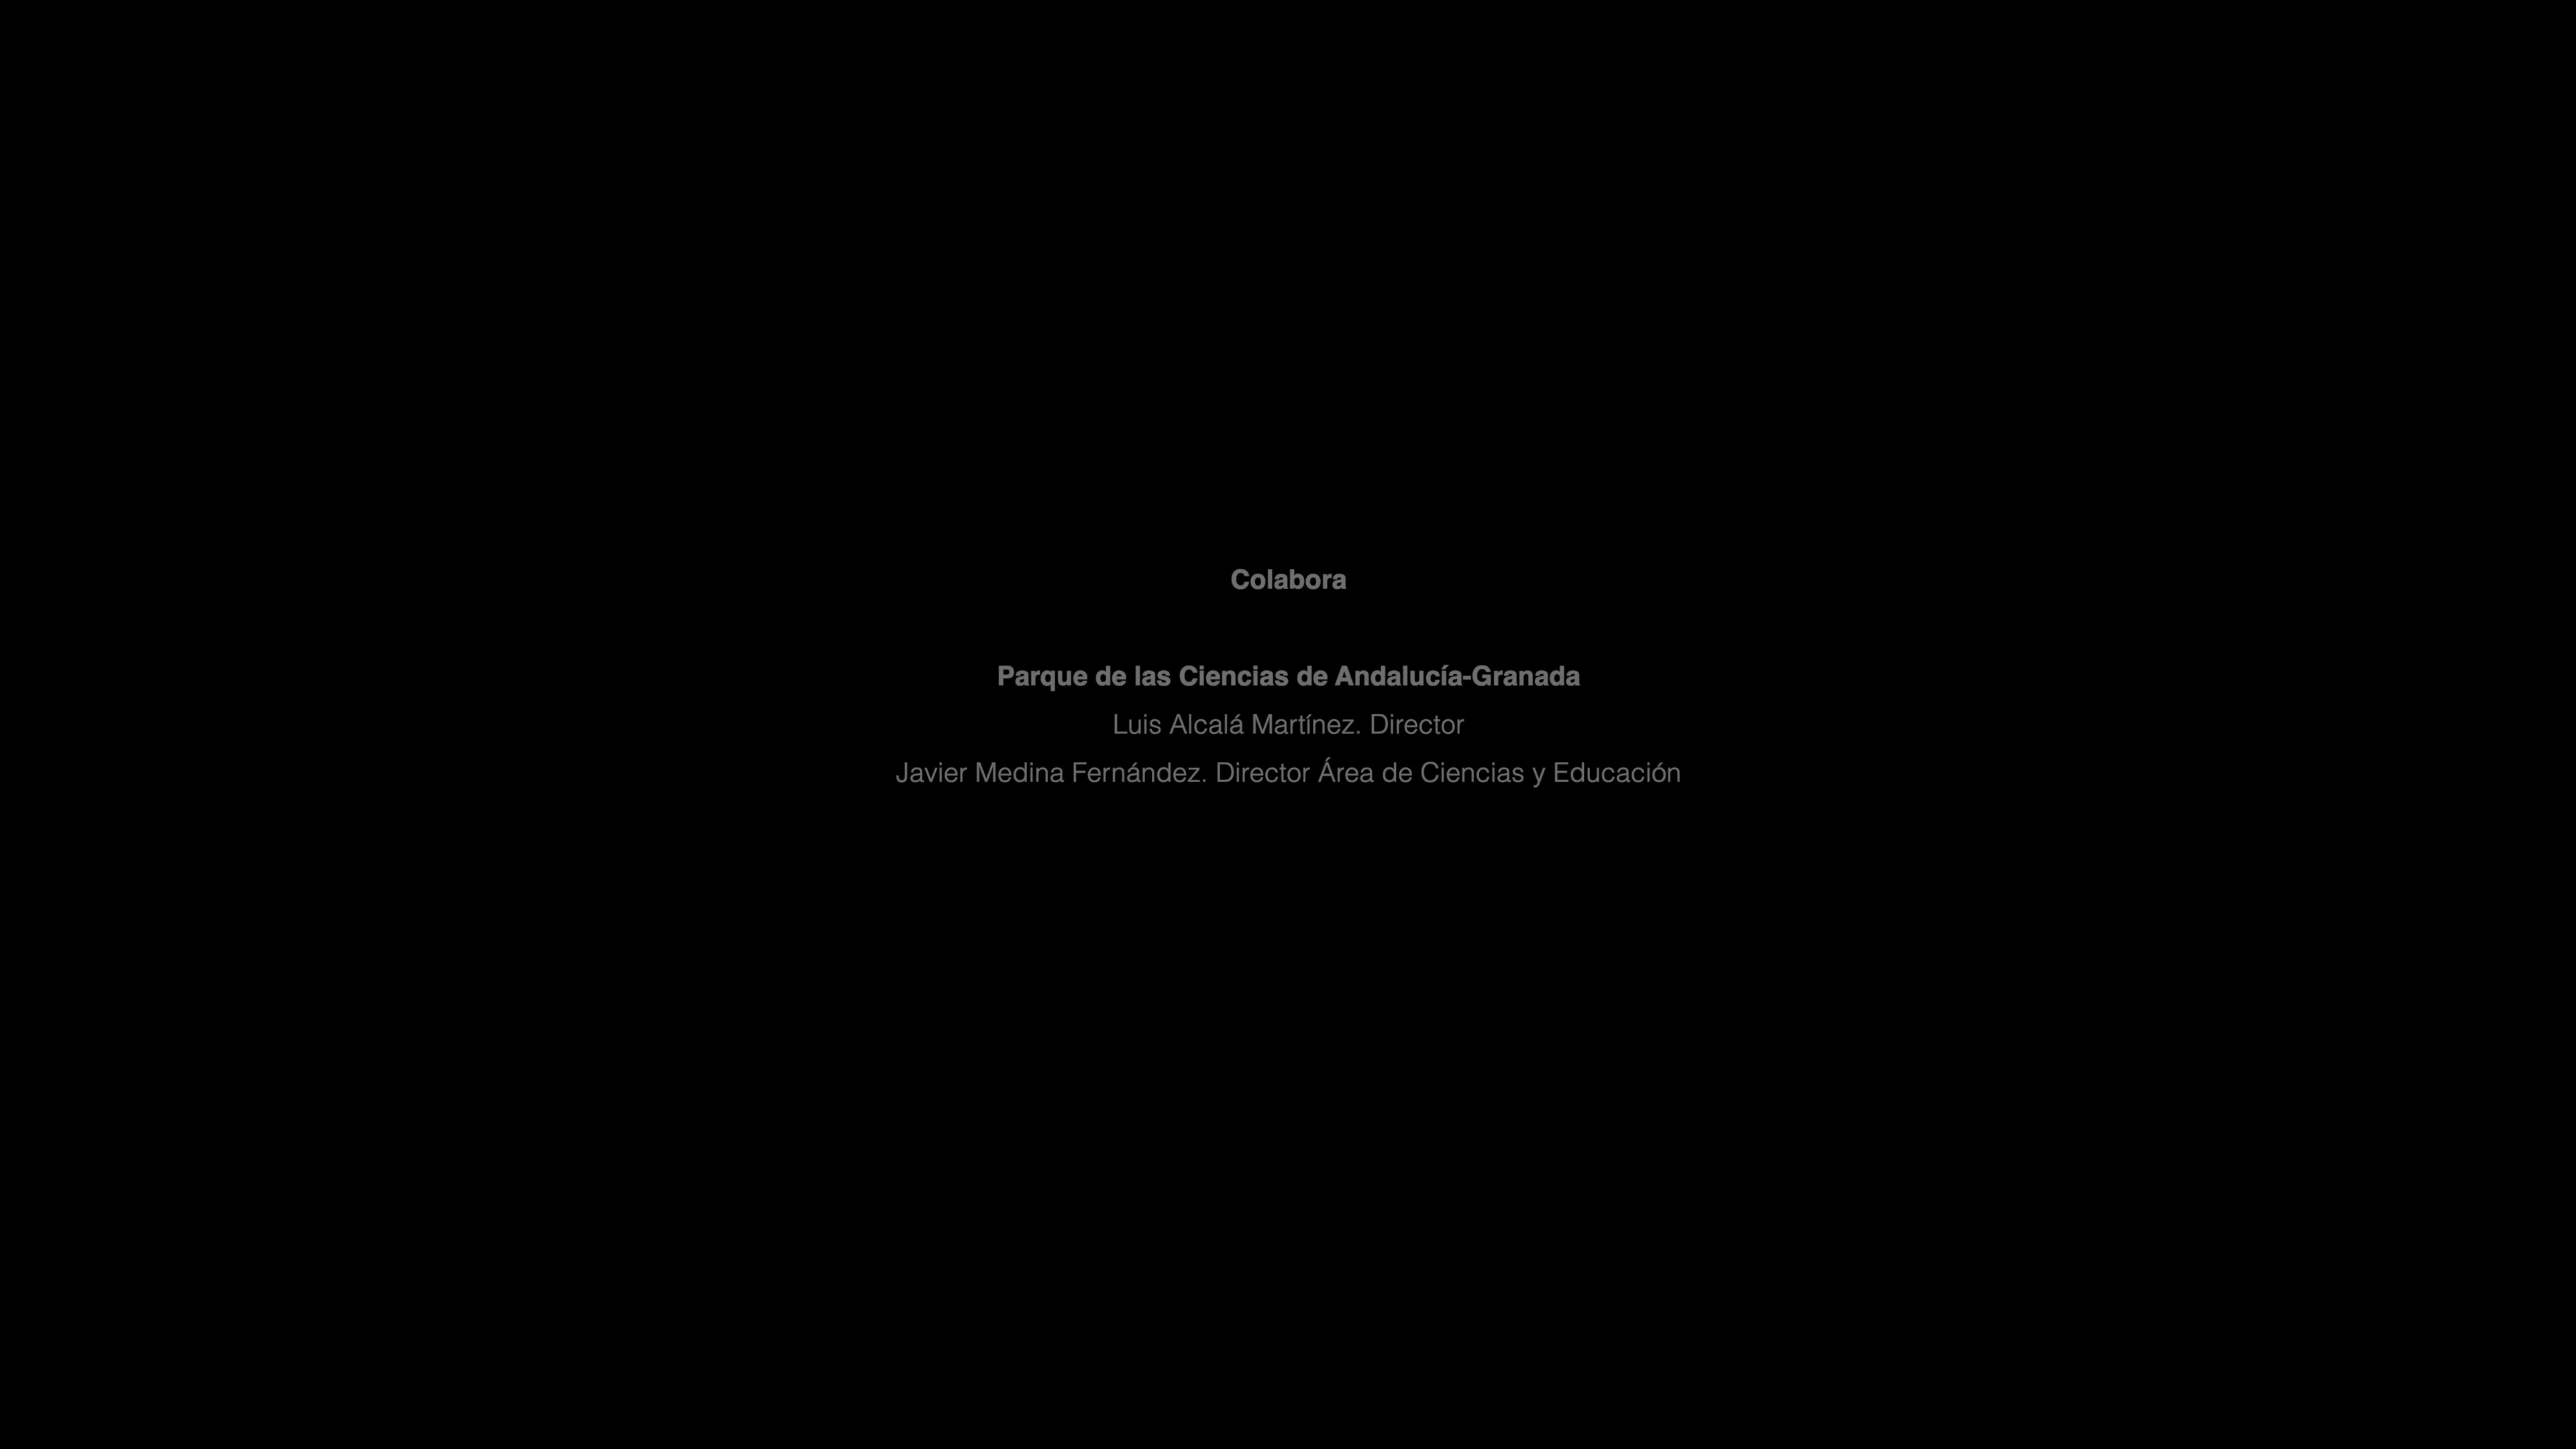 Colabora
Parque de las Ciencias de Andalucía-Granada
Luis Alcalá Martínez. Director
Javier Medina Fernández. Director Área de Ciencias y Educación